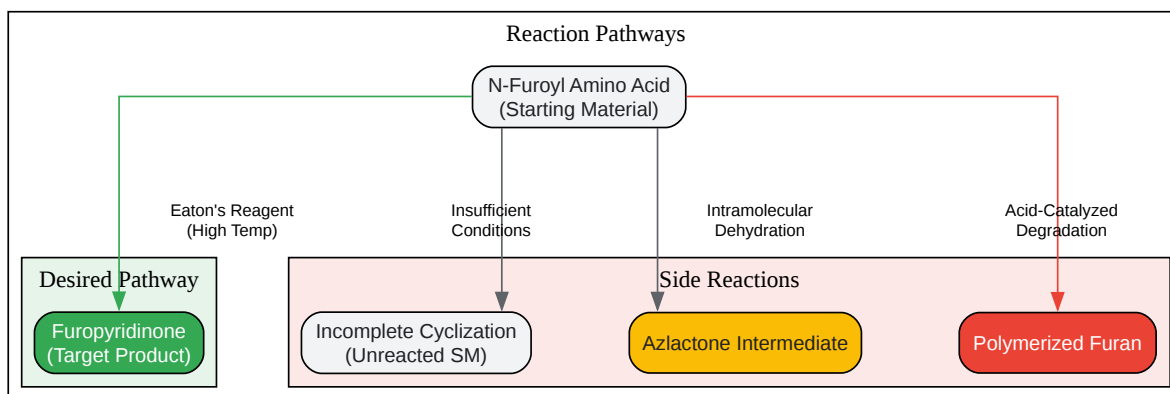 Reaction Pathways
N-Furoyl Amino Acid
(Starting Material)
Eaton's Reagent
(High Temp)
Insufficient
Conditions
Intramolecular
Dehydration
Acid-Catalyzed
Degradation
Desired Pathway
Side Reactions
Furopyridinone
(Target Product)
Incomplete Cyclization
(Unreacted SM)
Azlactone Intermediate
Polymerized Furan